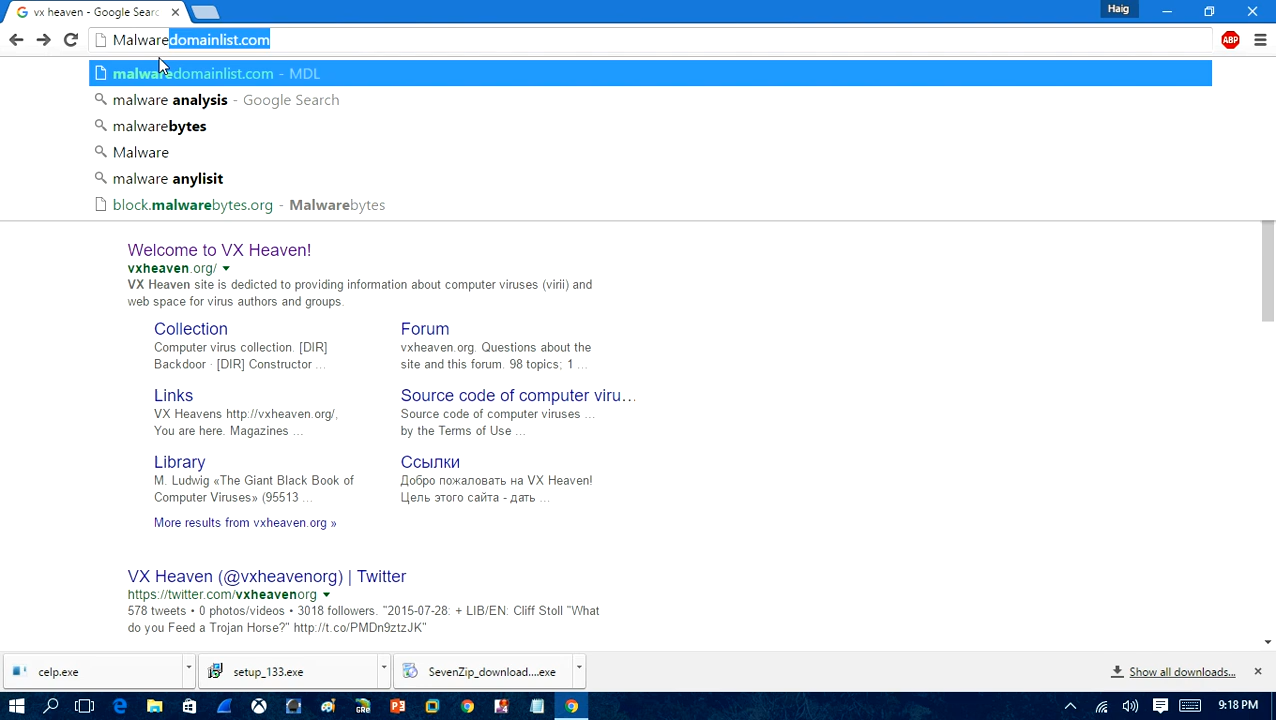 vx heaven - Google Searc
Haig
Malwaredomainlist.com
malwaredomainlist.com - MDL
malware analysis - Google Search
malwarebytes
Malware
malware anylisit
block.malwarebytes.org - Malwarebytes
Welcome to VX Heaven!
vxheaven.org/
VX Heaven site is dedicted to providing information about computer viruses (virii) and
web space for virus authors and groups.
Collection
Computer virus collection. [DIR]
Backdoor · [DIR] Constructor ...
Forum
vxheaven.org. Questions about the
site and this forum. 98 topics; 1 ...
Links
VX Heavens http://vxheaven.org/,
You are here. Magazines ...
Source code of computer viru...
Source code of computer viruses ...
by the Terms of Use ...
Library
M. Ludwig «The Giant Black Book of
Computer Viruses» (95513 ...
Ссылки
Добро пожаловать на VX Heaven!
Цель этого сайта - дать ...
More results from vxheaven.org »
VX Heaven (@vxheavenorg) | Twitter
https://twitter.com/vxheavenorg
578 tweets • 0 photos/videos • 3018 followers. "2015-07-28: + LIB/EN: Cliff Stoll "What
do you Feed a Trojan Horse?" http://t.co/PMDn9ztzJK"
celp.exe
setup_133.exe
SevenZip_download....exe
Show all downloads...
9:18 PM